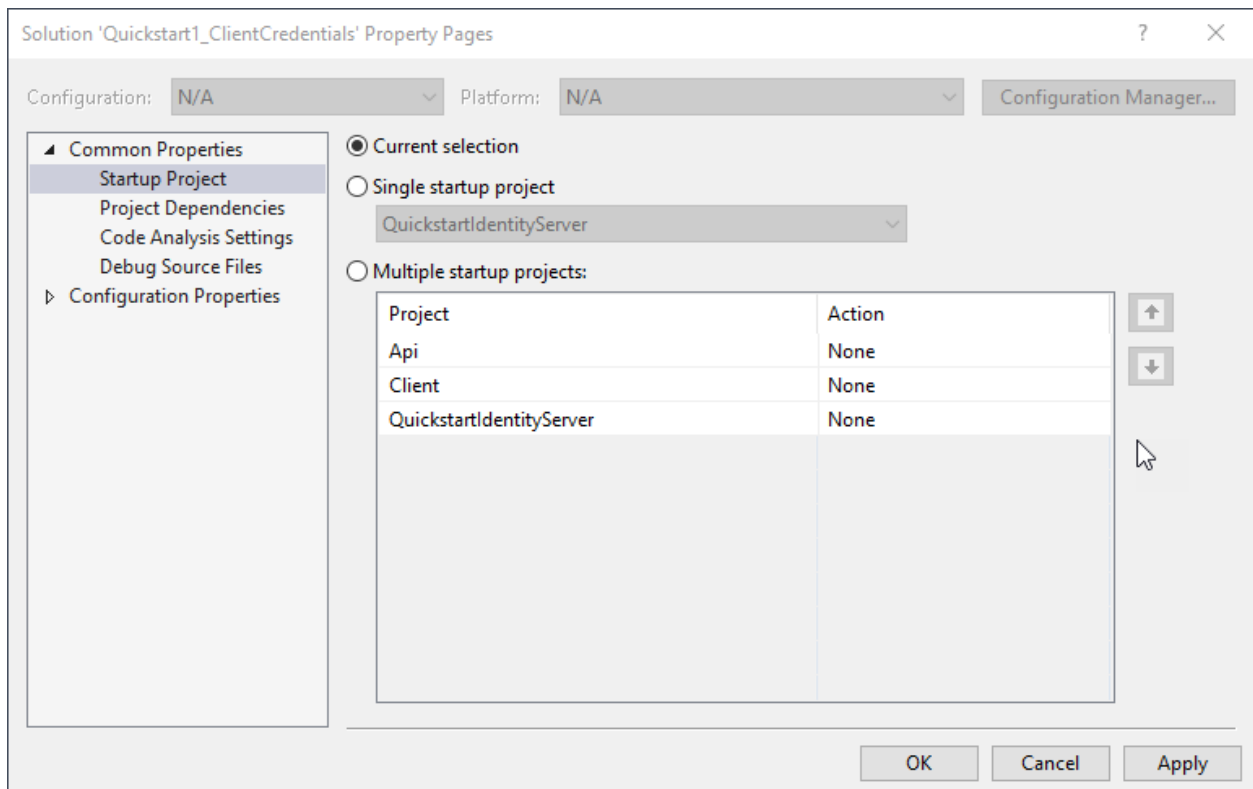 Solution 'Quickstart1_ClientCredentials' Property Pages
?
Configuration: N/A Platform: N/A Configuration Manager...
Common Properties
Startup Project
Project Dependencies
Code Analysis Settings
Debug Source Files
Configuration Properties
Current selection
Single startup project
QuickstartIdentityServer
Multiple startup projects:
Project Action
Api None
Client None
QuickstartIdentityServer None
OK Cancel Apply